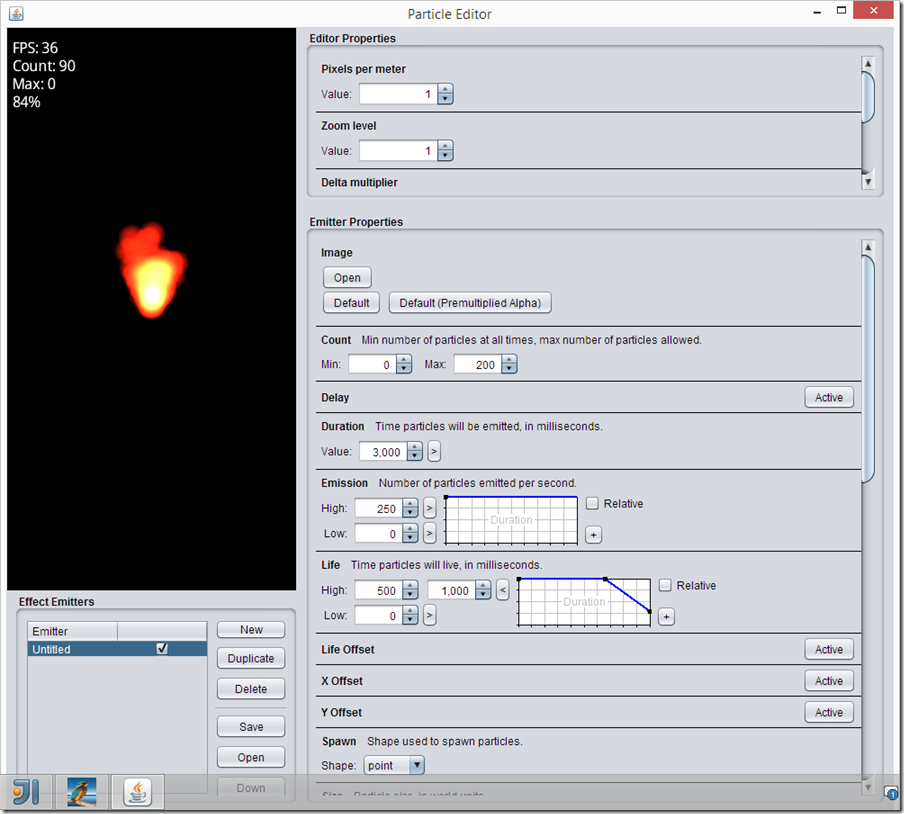 Particle Editor
FPS: 36
Count: 90
Max: 0
84%
Editor Properties
Pixels per meter
Value: 1
Zoom level
Value: 1
Delta multiplier
Emitter Properties
Image
Open
Default Default (Premultiplied Alpha)
Count Min number of particles at all times, max number of particles allowed.
Min: 0 Max: 200
Delay Active
Duration Time particles will be emitted, in milliseconds.
Value: 3,000 >
Emission Number of particles emitted per second.
High: 250 > Duration Relative
Low: 0 > +
Life Time particles will live, in milliseconds.
High: 500 1,000 < Duration Relative
Low: 0 > +
Life Offset Active
X Offset Active
Y Offset Active
Spawn Shape used to spawn particles.
Shape: point
Size Particle size, in world units.
Effect Emitters
Emitter
Untitled
New
Duplicate
Delete
Save
Open
Down
1